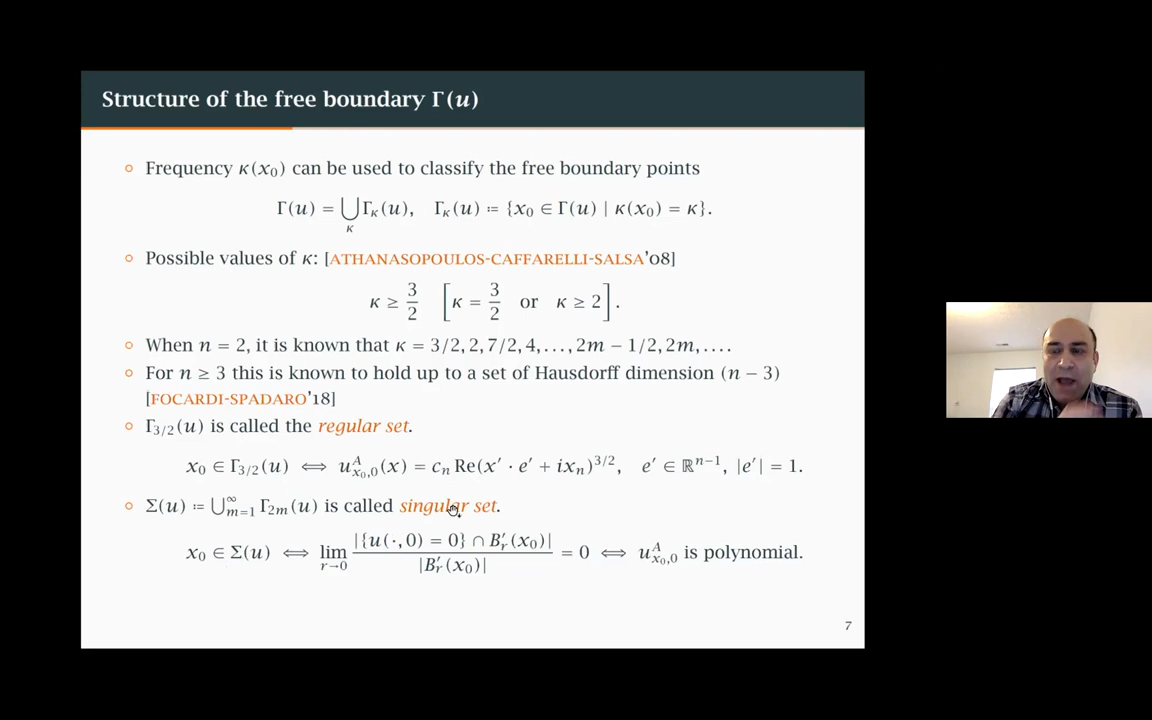 Structure of the free boundary Γ(u)
Frequency κ(x₀) can be used to classify the free boundary points
Γ(u) = ⋃_κ Γ_κ(u), Γ_κ(u) ≔ {x₀ ∈ Γ(u) | κ(x₀) = κ}.
Possible values of κ: [ATHANASOPOULOS-CAFFARELLI-SALSA'08]
κ ≥ 3/2 [κ = 3/2 or κ ≥ 2].
When n = 2, it is known that κ = 3/2, 2, 7/2, 4, . . . , 2m − 1/2, 2m, . . . .
For n ≥ 3 this is known to hold up to a set of Hausdorff dimension (n − 3)
[FOCARDI-SPADARO'18]
Γ_{3/2}(u) is called the regular set.
x₀ ∈ Γ_{3/2}(u) ⟺ u^A_{x₀,0}(x) = c_n Re(x′ · e′ + ix_n)^{3/2}, e′ ∈ ℝ^{n−1}, |e′| = 1.
Σ(u) ≔ ⋃^∞_{m=1} Γ_{2m}(u) is called singular set.
x₀ ∈ Σ(u) ⟺ lim_{r→0} |{u(·, 0) = 0} ∩ B′_r(x₀)| / |B′_r(x₀)| = 0 ⟺ u^A_{x₀,0} is polynomial.
7